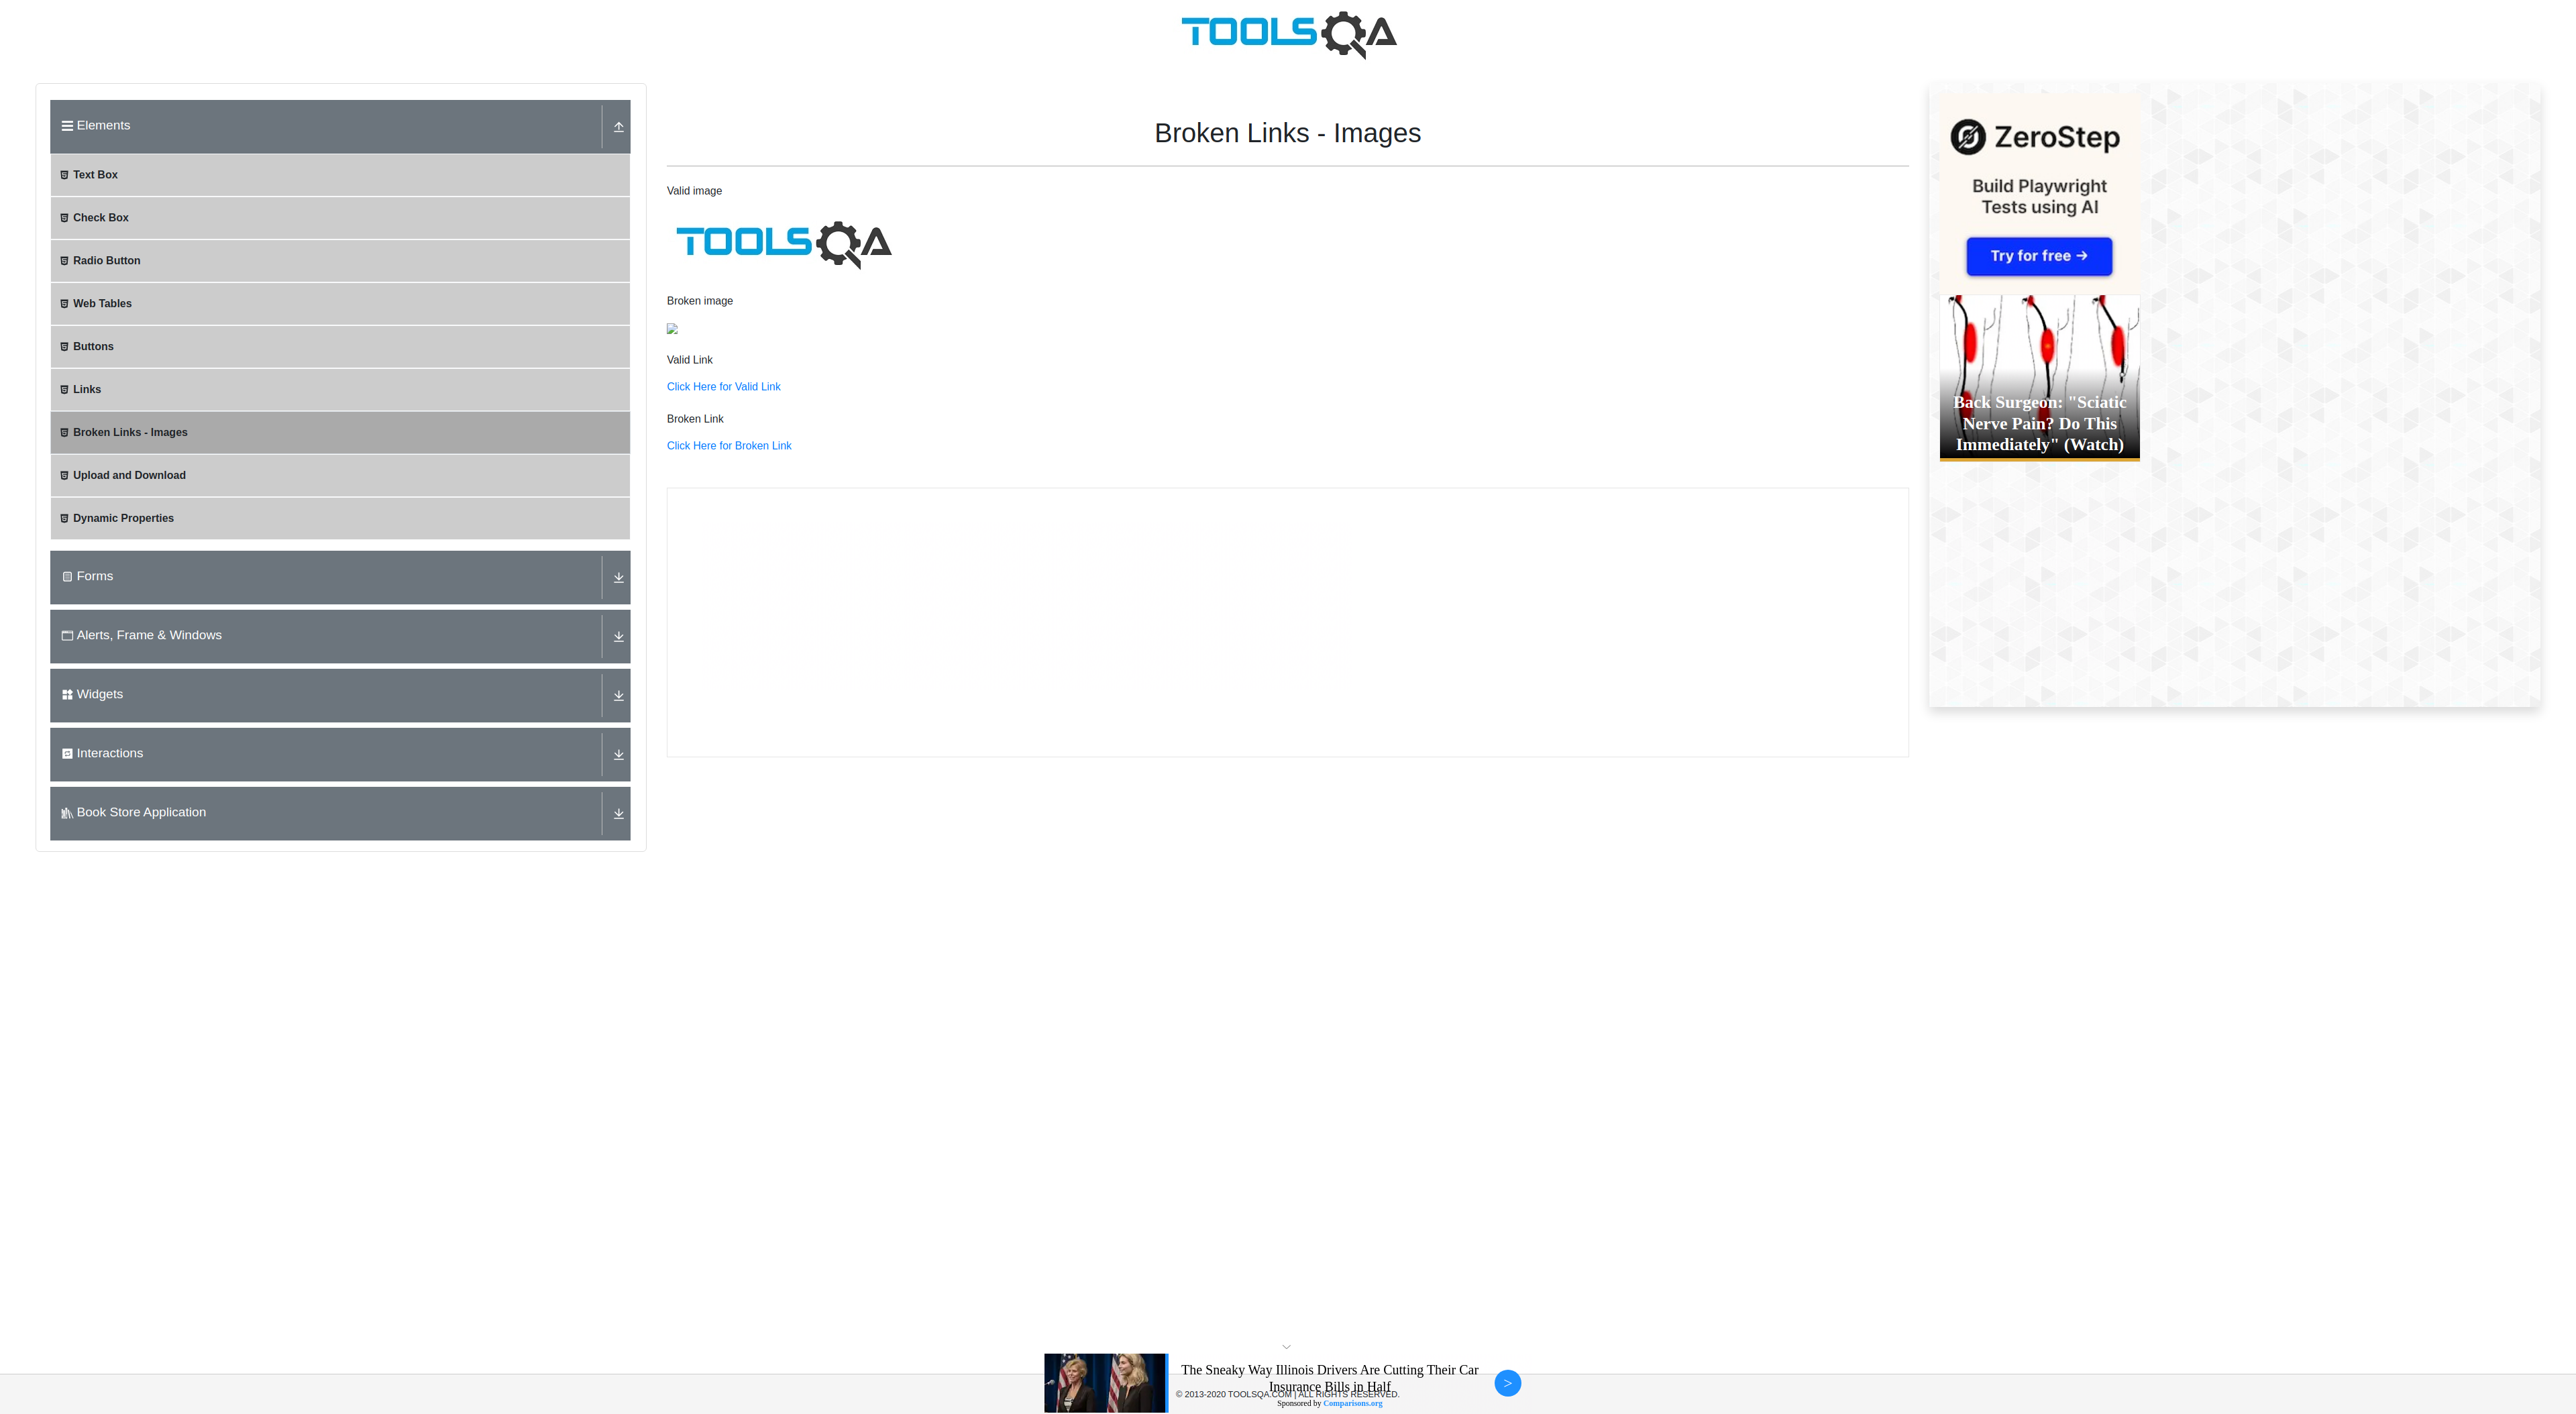 TOOLSQA
Elements
Text Box
Check Box
Radio Button
Web Tables
Buttons
Links
Broken Links - Images
Upload and Download
Dynamic Properties
Forms
Alerts, Frame & Windows
Widgets
Interactions
Book Store Application
Broken Links - Images
Valid image
TOOLSQA
Broken image
Valid Link
Click Here for Valid Link
Broken Link
Click Here for Broken Link
ZeroStep
Build Playwright
Tests using AI
Try for free →
Back Surgeon: "Sciatic
Nerve Pain? Do This
Immediately" (Watch)
The Sneaky Way Illinois Drivers Are Cutting Their Car
Insurance Bills in Half
© 2013-2020 TOOLSQA.COM | ALL RIGHTS RESERVED.
Sponsored by Comparisons.org
>